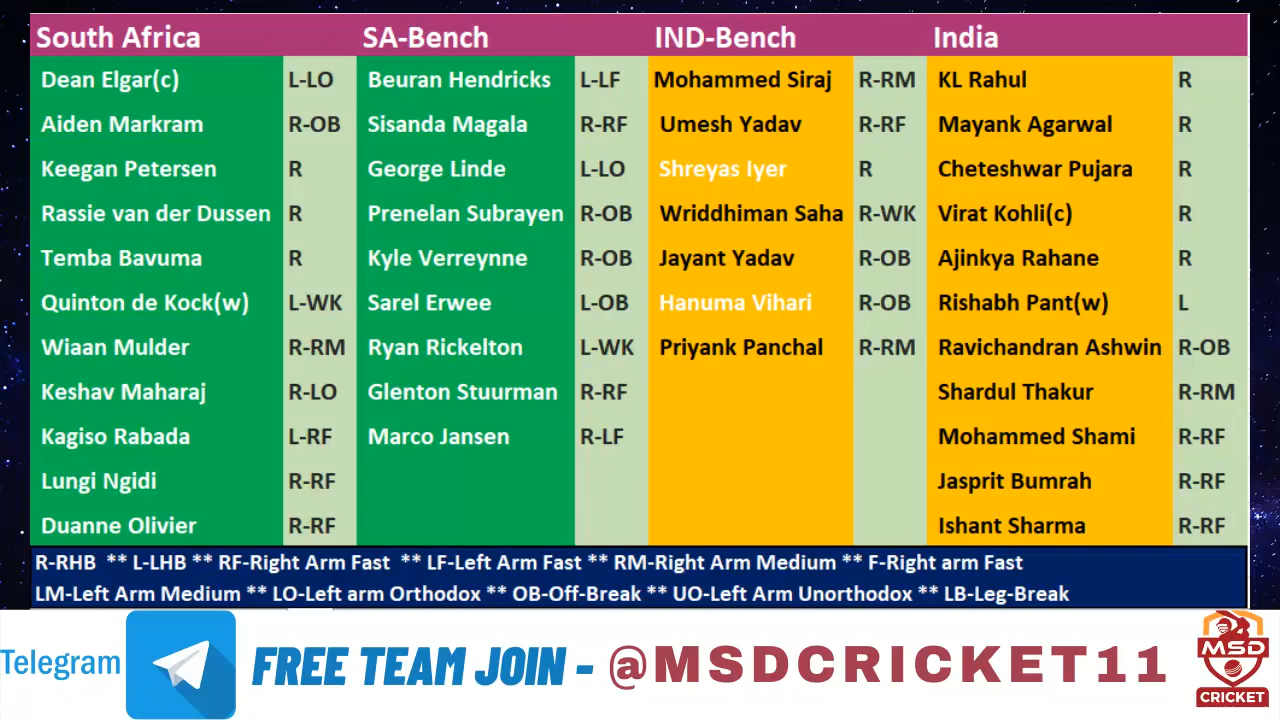 South Africa SA-Bench IND-Bench India
Dean Elgar(c) L-LO Beuran Hendricks L-LF Mohammed Siraj R-RM KL Rahul R
Aiden Markram R-OB Sisanda Magala R-RF Umesh Yadav R-RF Mayank Agarwal R
Keegan Petersen R George Linde L-LO Shreyas Iyer R Cheteshwar Pujara R
Rassie van der Dussen R Prenelan Subrayen R-OB Wriddhiman Saha R-WK Virat Kohli(c) R
Temba Bavuma R Kyle Verreynne R-OB Jayant Yadav R-OB Ajinkya Rahane R
Quinton de Kock(w) L-WK Sarel Erwee L-OB Hanuma Vihari R-OB Rishabh Pant(w) L
Wiaan Mulder R-RM Ryan Rickelton L-WK Priyank Panchal R-RM Ravichandran Ashwin R-OB
Keshav Maharaj R-LO Glenton Stuurman R-RF Shardul Thakur R-RM
Kagiso Rabada L-RF Marco Jansen R-LF Mohammed Shami R-RF
Lungi Ngidi R-RF Jasprit Bumrah R-RF
Duanne Olivier R-RF Ishant Sharma R-RF
R-RHB ** L-LHB ** RF-Right Arm Fast ** LF-Left Arm Fast ** RM-Right Arm Medium ** F-Right arm Fast
LM-Left Arm Medium ** LO-Left arm Orthodox ** OB-Off-Break ** UO-Left Arm Unorthodox ** LB-Leg-Break
Telegram FREE TEAM JOIN - @MSDCRICKET11
MSD
CRICKET